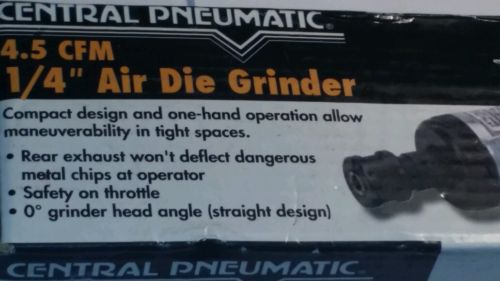 CENTRAL PNEUMATIC®
4.5 CFM
1/4" Air Die Grinder
Compact design and one-hand operation allow
maneuverability in tight spaces.
• Rear exhaust won't deflect dangerous
metal chips at operator
• Safety on throttle
• 0° grinder head angle (straight design)
CENTRAL PNEUMATIC®